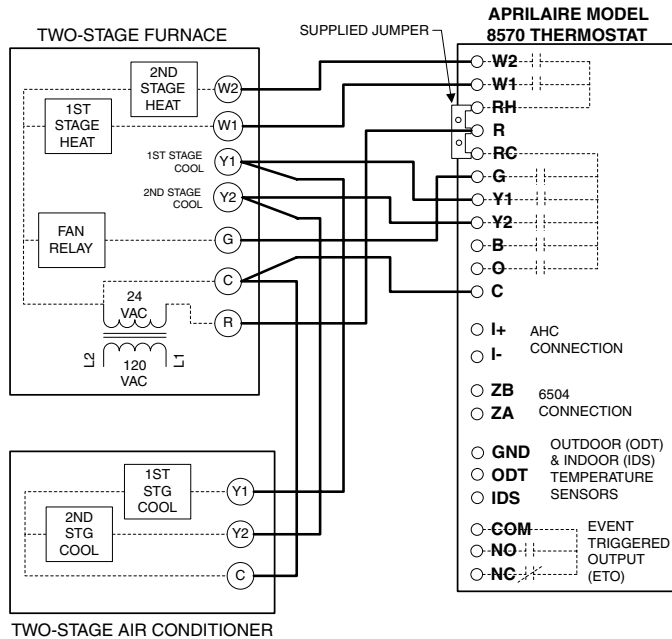 APRILAIRE MODEL
8570 THERMOSTAT
TWO-STAGE FURNACE
SUPPLIED JUMPER
2ND
STAGE
HEAT
1ST
STAGE
HEAT
W2
W1
1ST STAGE
COOL
Y1
2ND STAGE
COOL
Y2
FAN
RELAY
G
C
24
VAC
R
L2
120
VAC
L1
W2
W1
RH
R
RC
G
Y1
Y2
B
O
C
I+
I-
AHC
CONNECTION
ZB
ZA
6504
CONNECTION
GND
ODT
IDS
OUTDOOR (ODT)
& INDOOR (IDS)
TEMPERATURE
SENSORS
COM
NO
NC
EVENT
TRIGGERED
OUTPUT
(ETO)
1ST
STG
COOL
Y1
2ND
STG
COOL
Y2
C
TWO-STAGE AIR CONDITIONER